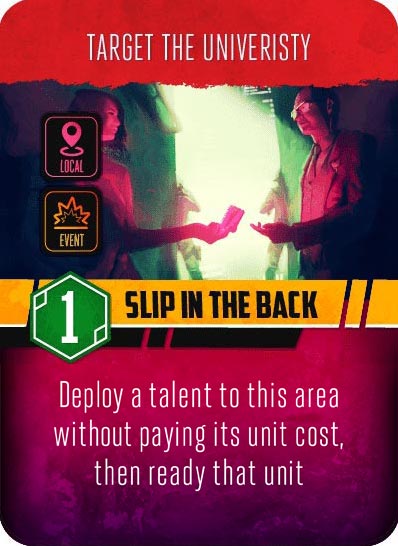 TARGET THE UNIVERISTY
LOCAL
EVENT
1
SLIP IN THE BACK
Deploy a talent to this area
without paying its unit cost,
then ready that unit